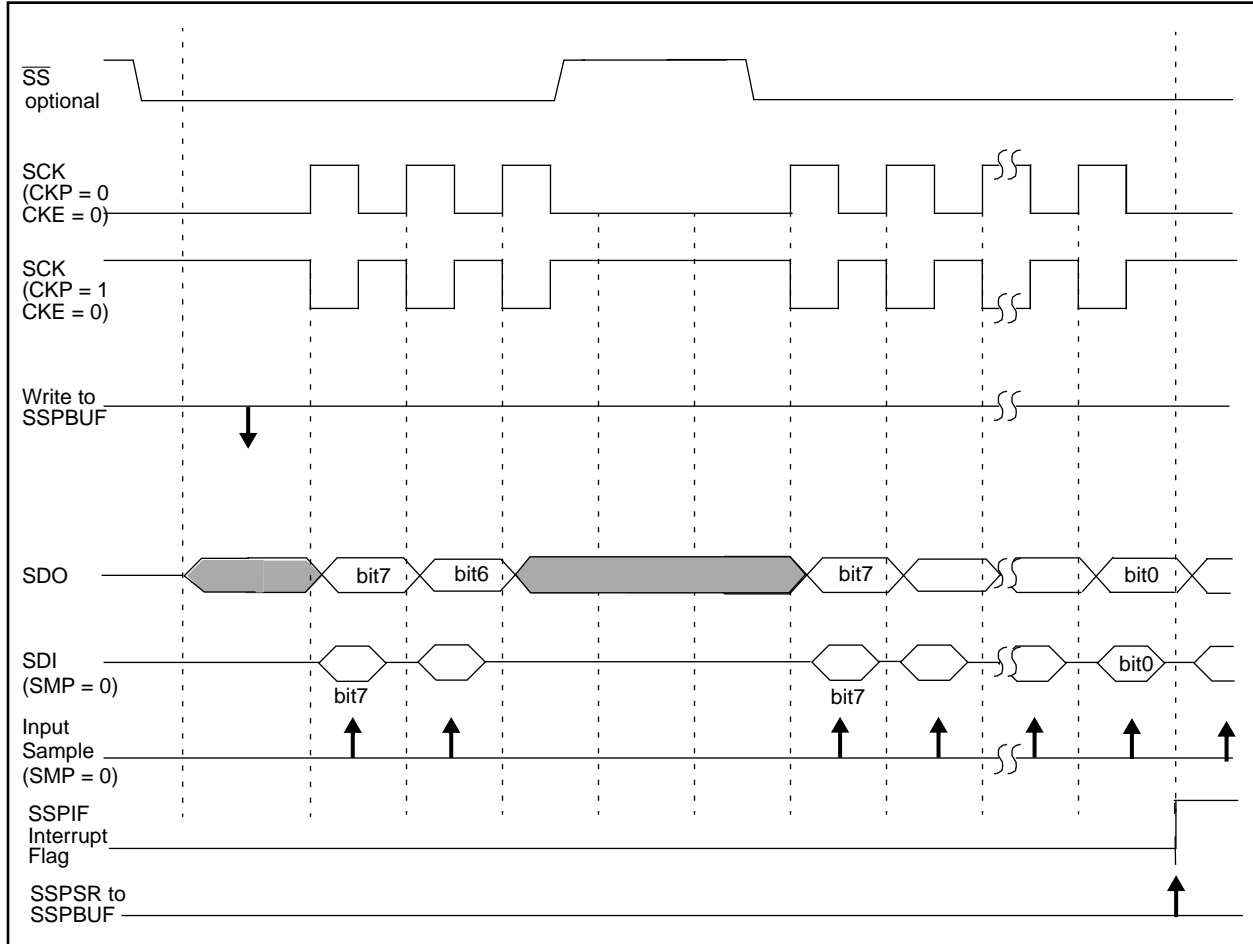 SS
optional
SCK
(CKP = 0
CKE = 0)
SCK
(CKP = 1
CKE = 0)
Write to
SSPBUF
SDO
bit7
bit6
bit7
bit0
SDI
(SMP = 0)
bit7
bit7
bit0
Input
Sample
(SMP = 0)
SSPIF
Interrupt
Flag
SSPSR to
SSPBUF